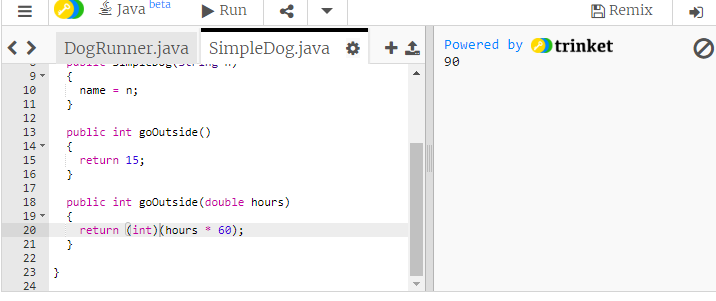 Java beta Run Remix
DogRunner.java SimpleDog.java
Powered by trinket
90
8 public SimpleDog(String n)
9 {
10 name = n;
11 }
12
13 public int goOutside()
14 {
15 return 15;
16 }
17
18 public int goOutside(double hours)
19 {
20 return (int)(hours * 60);
21 }
22
23 }
24